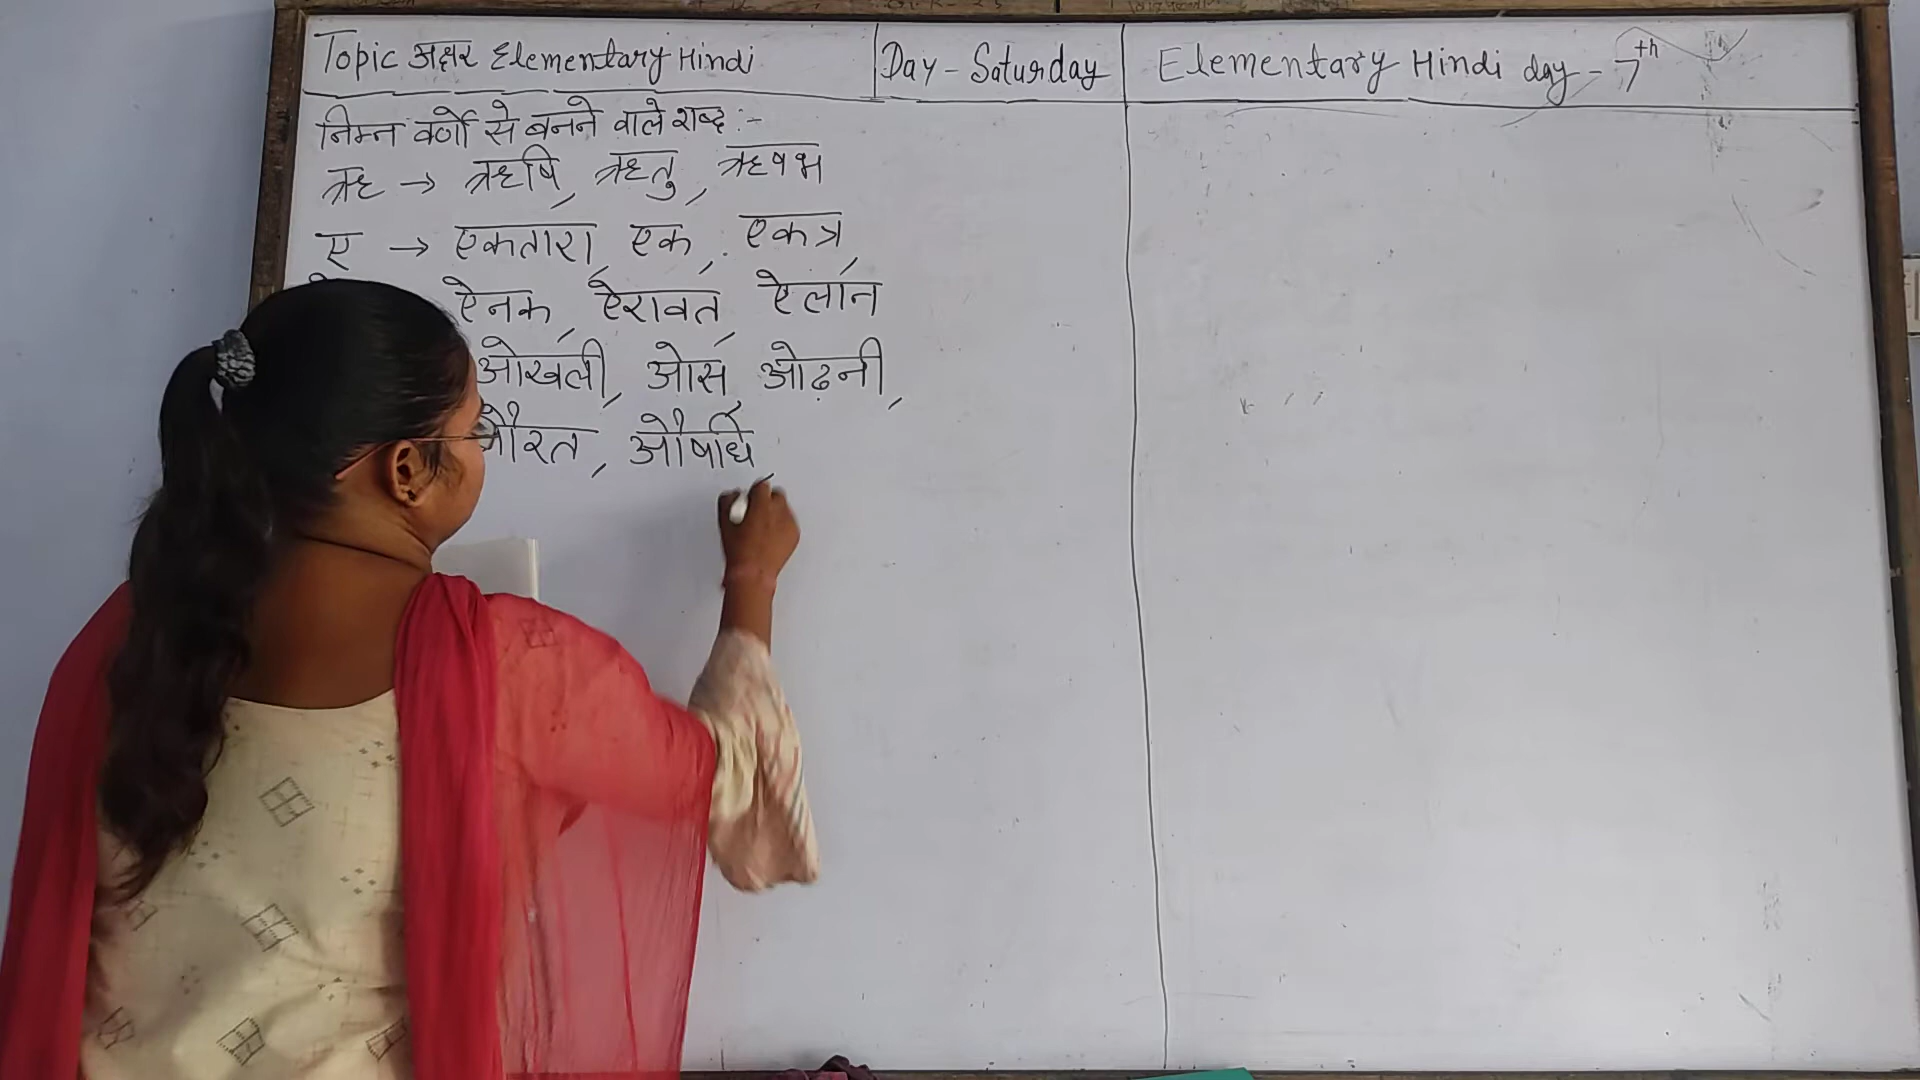 Topic अक्षर Elementary Hindi Day - Saturday Elementary Hindi day - 7th
निम्न वर्णो से बनने वाले शब्द :-
ऋ → ऋषि, ऋतु, ऋषभ
ए → एकतारा, एक, एकत्र,
ऐनक, ऐरावत, ऐलान
ओखली, ओस, ओढ़नी,
औरत, औषधि,